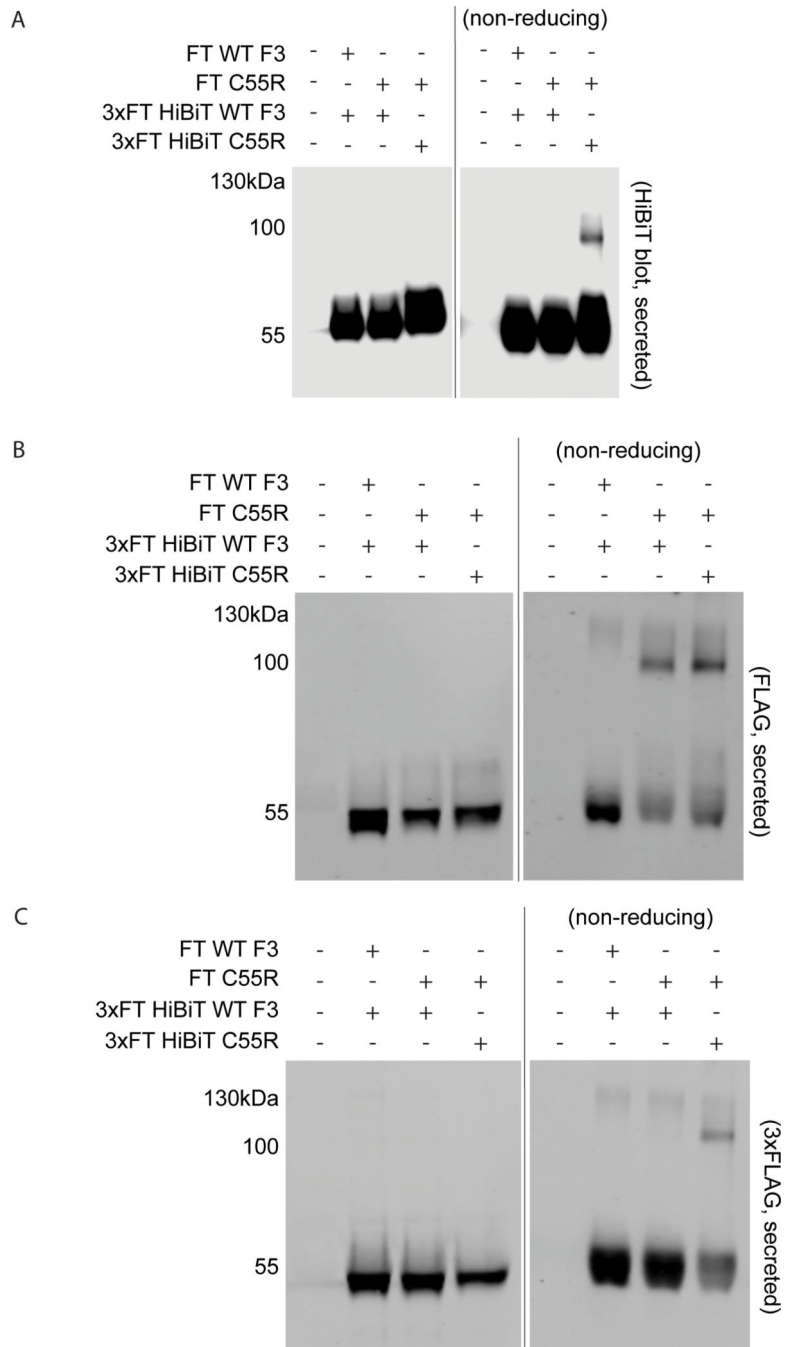 A
(non-reducing)
FT WT F3 - + - - - + - -
FT C55R - - + + - - + +
3xFT HiBiT WT F3 - + + - - + + -
3xFT HiBiT C55R - - - + - - - +
130kDa
100
55
(HiBiT blot, secreted)
B
(non-reducing)
FT WT F3 - + - - - + - -
FT C55R - - + + - - + +
3xFT HiBiT WT F3 - + + - - + + -
3xFT HiBiT C55R - - - + - - - +
130kDa
100
55
(FLAG, secreted)
C
(non-reducing)
FT WT F3 - + - - - + - -
FT C55R - - + + - - + +
3xFT HiBiT WT F3 - + + - - + + -
3xFT HiBiT C55R - - - + - - - +
130kDa
100
55
(3xFLAG, secreted)